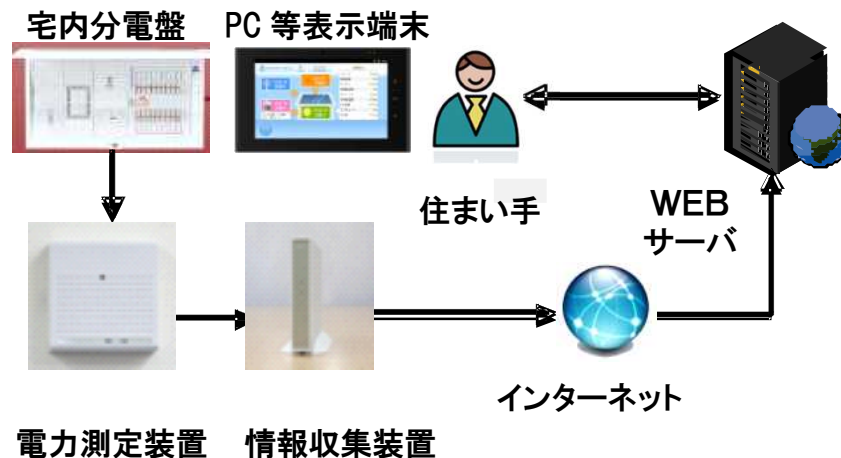 宅内分電盤
PC 等表示端末
住まい手
WEB
サーバ
インターネット
電力測定装置
情報収集装置